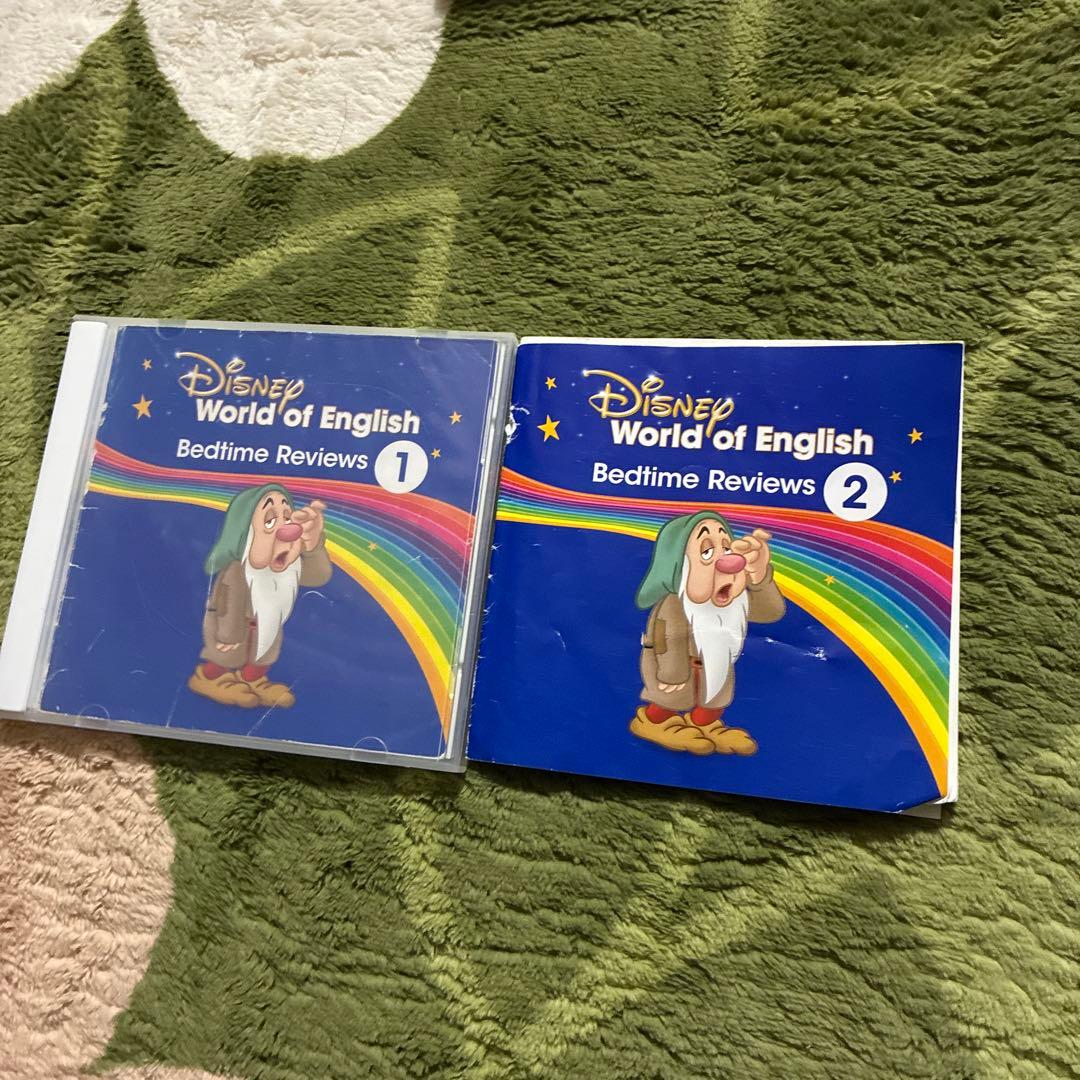 Disney
World of English
Bedtime Reviews 1
Disney
World of English
Bedtime Reviews 2